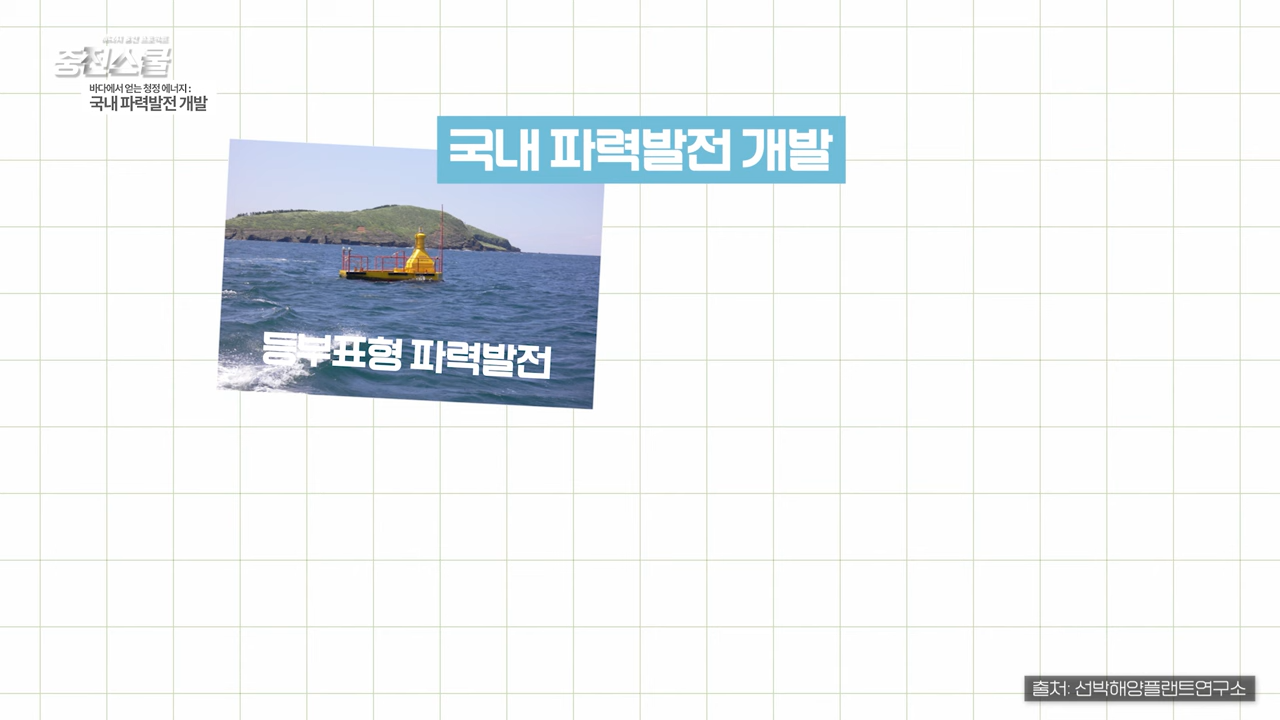 충전스쿨
바다에서 얻는 청정 에너지 :
국내 파력발전 개발
국내 파력발전 개발
등부표형 파력발전
출처: 선박해양플랜트연구소